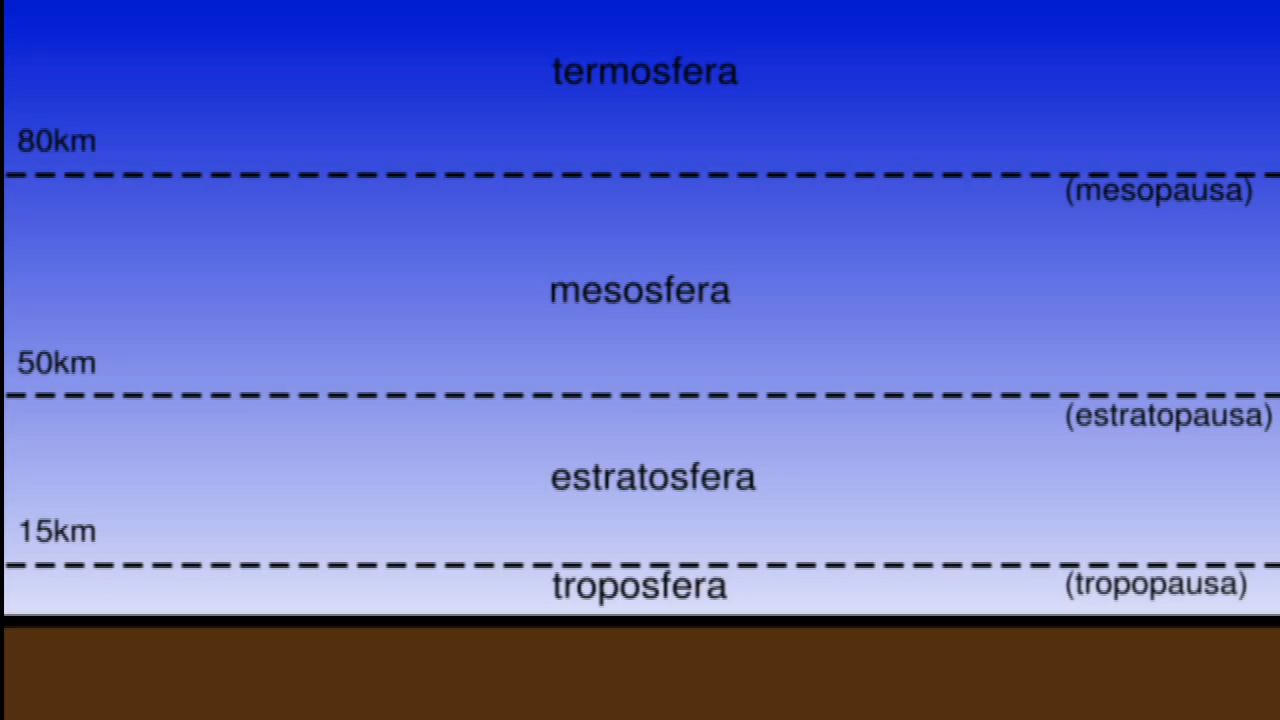 termosfera
80km
(mesopausa)
mesosfera
50km
(estratopausa)
estratosfera
15km
troposfera
(tropopausa)